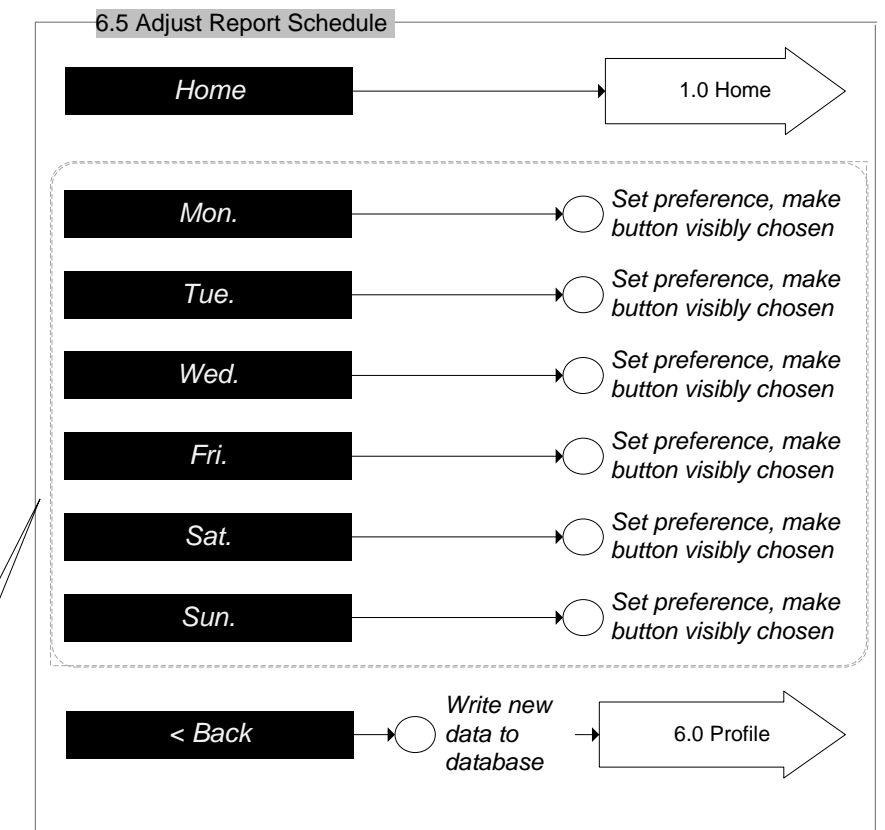 6.5 Adjust Report Schedule
Home
1.0 Home
Mon.
Set preference, make
button visibly chosen
Tue.
Set preference, make
button visibly chosen
Wed.
Set preference, make
button visibly chosen
Fri.
Set preference, make
button visibly chosen
Sat.
Set preference, make
button visibly chosen
Sun.
Set preference, make
button visibly chosen
< Back
Write new
data to
database
6.0 Profile